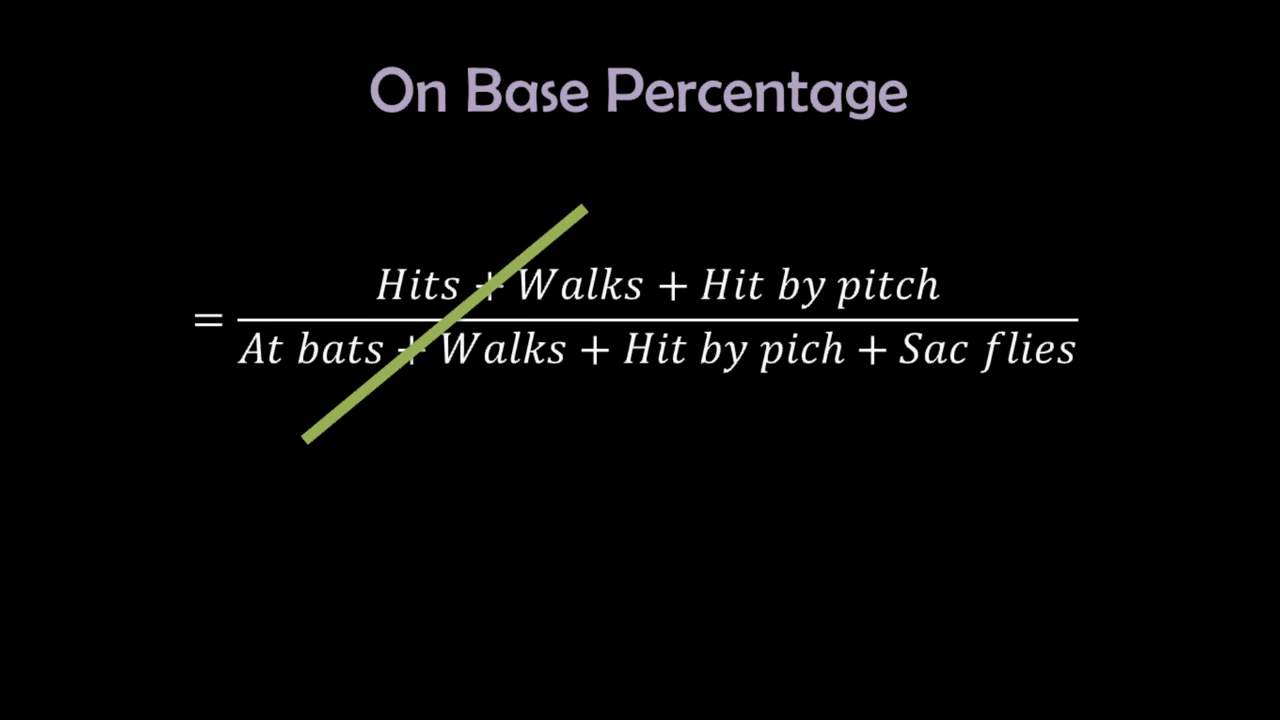 On Base Percentage
Hits + Walks + Hit by pitch
=
At bats + Walks + Hit by pich + Sac flies